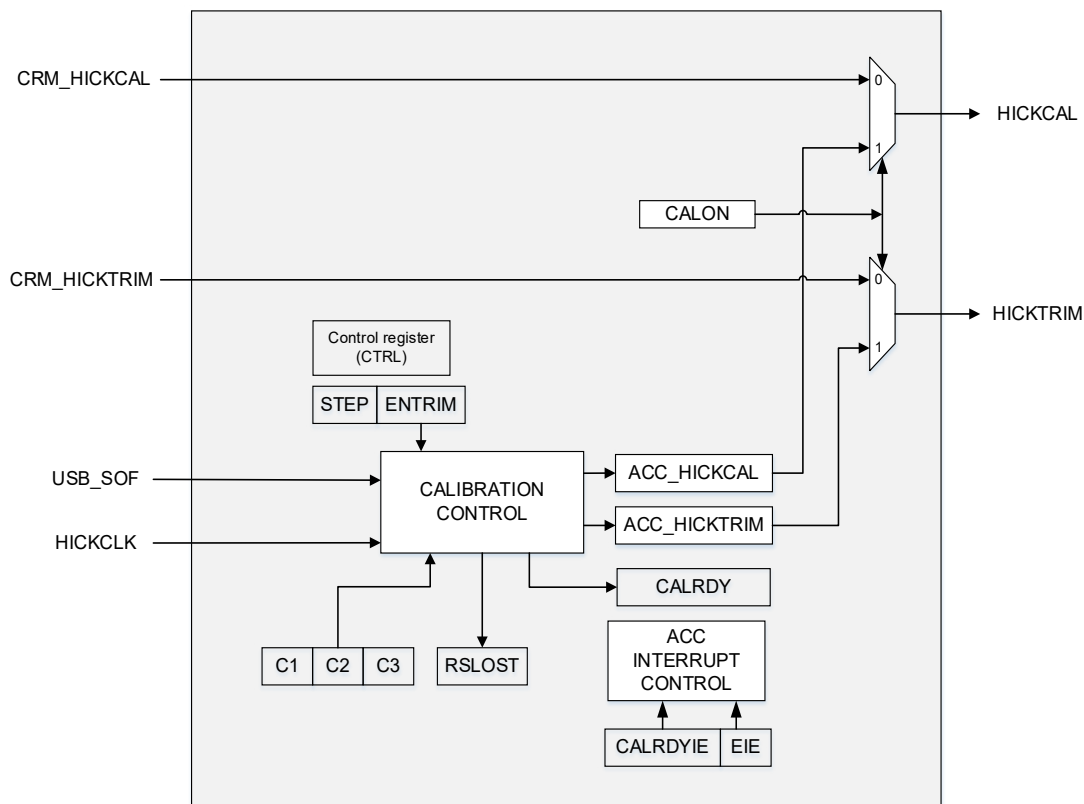 CRM_HICKCAL
0
HICKCAL
1
CALON
CRM_HICKTRIM
0
HICKTRIM
1
Control register
(CTRL)
STEP ENTRIM
USB_SOF
CALIBRATION
CONTROL
ACC_HICKCAL
ACC_HICKTRIM
HICKCLK
CALRDY
C1 C2 C3
RSLOST
ACC
INTERRUPT
CONTROL
CALRDYIE EIE